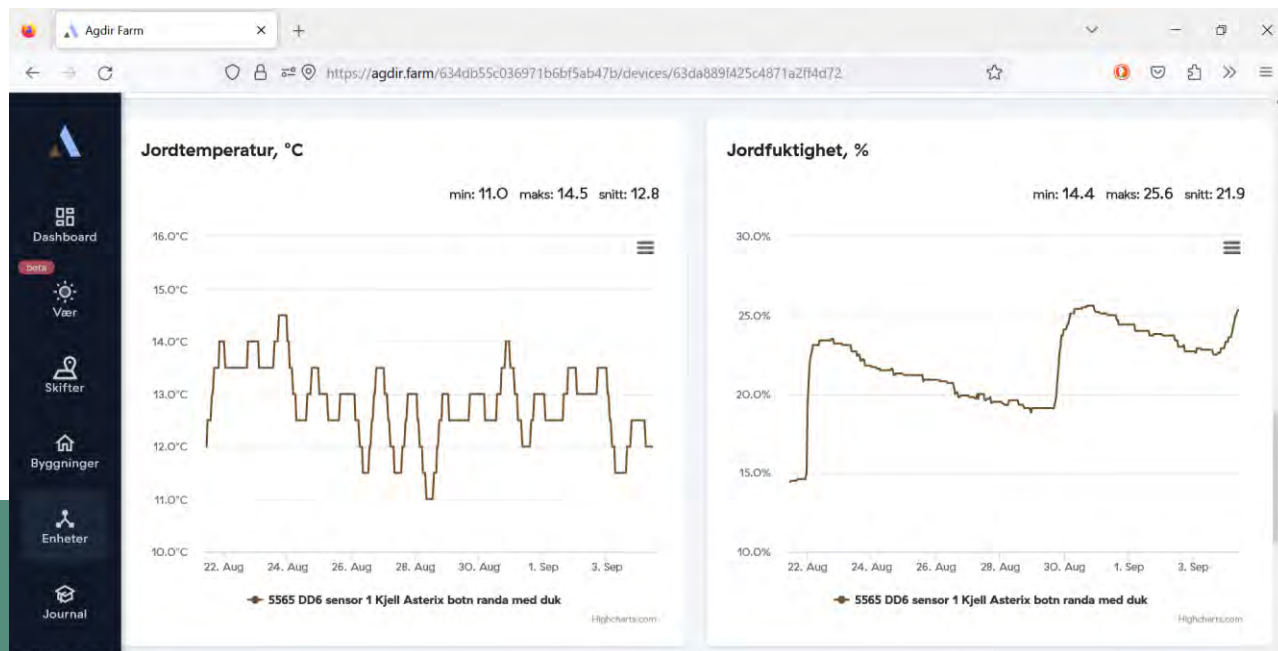 Agdir Farm
https://agdir.farm/634db55c036971b6bf5ab47b/devices/63da889f425c4871a2ff4d72
Dashboard
beta
Vær
Skifter
Byggninger
Enheter
Journal
Jordtemperatur, °C
min: 11.0 maks: 14.5 snitt: 12.8
16.0°C
15.0°C
14.0°C
13.0°C
12.0°C
11.0°C
10.0°C
22. Aug 24. Aug 26. Aug 28. Aug 30. Aug 1. Sep 3. Sep
5565 DD6 sensor 1 Kjell Asterix botn randa med duk
Highcharts.com
Jordfuktighet, %
min: 14.4 maks: 25.6 snitt: 21.9
30.0%
25.0%
20.0%
15.0%
10.0%
22. Aug 24. Aug 26. Aug 28. Aug 30. Aug 1. Sep 3. Sep
5565 DD6 sensor 1 Kjell Asterix botn randa med duk
Highcharts.com